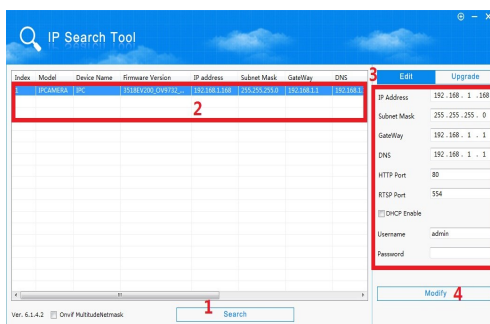 IP Search Tool
Index Model Device Name Firmware Version IP address Subnet Mask GateWay DNS
1 IPCAMERA IPC 3518EV200_OV9732_... 192.168.1.168 255.255.255.0 192.168.1.1 192.168.1.
2
3 Edit Upgrade
IP Address 192 . 168 . 1 . 168
Subnet Mask 255 . 255 . 255 . 0
GateWay 192 . 168 . 1 . 1
DNS 192 . 168 . 1 . 1
HTTP Port 80
RTSP Port 554
DHCP Enable
Username admin
Password
Modify 4
Ver. 6.1.4.2 Onvif MultitudeNetmask 1 Search